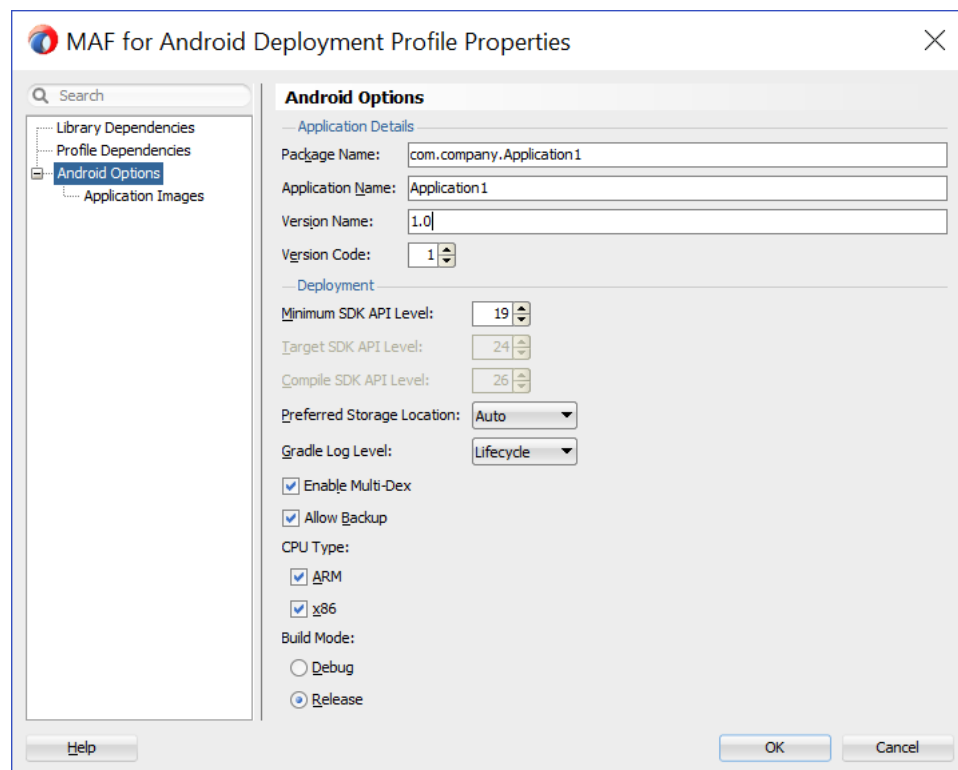 MAF for Android Deployment Profile Properties
Search
Library Dependencies
Profile Dependencies
Android Options
Application Images
Android Options
Application Details
Package Name: com.company.Application1
Application Name: Application1
Version Name: 1.0
Version Code: 1
Deployment
Minimum SDK API Level: 19
Target SDK API Level: 24
Compile SDK API Level: 26
Preferred Storage Location: Auto
Gradle Log Level: Lifecycle
Enable Multi-Dex
Allow Backup
CPU Type:
ARM
x86
Build Mode:
Debug
Release
Help
OK
Cancel